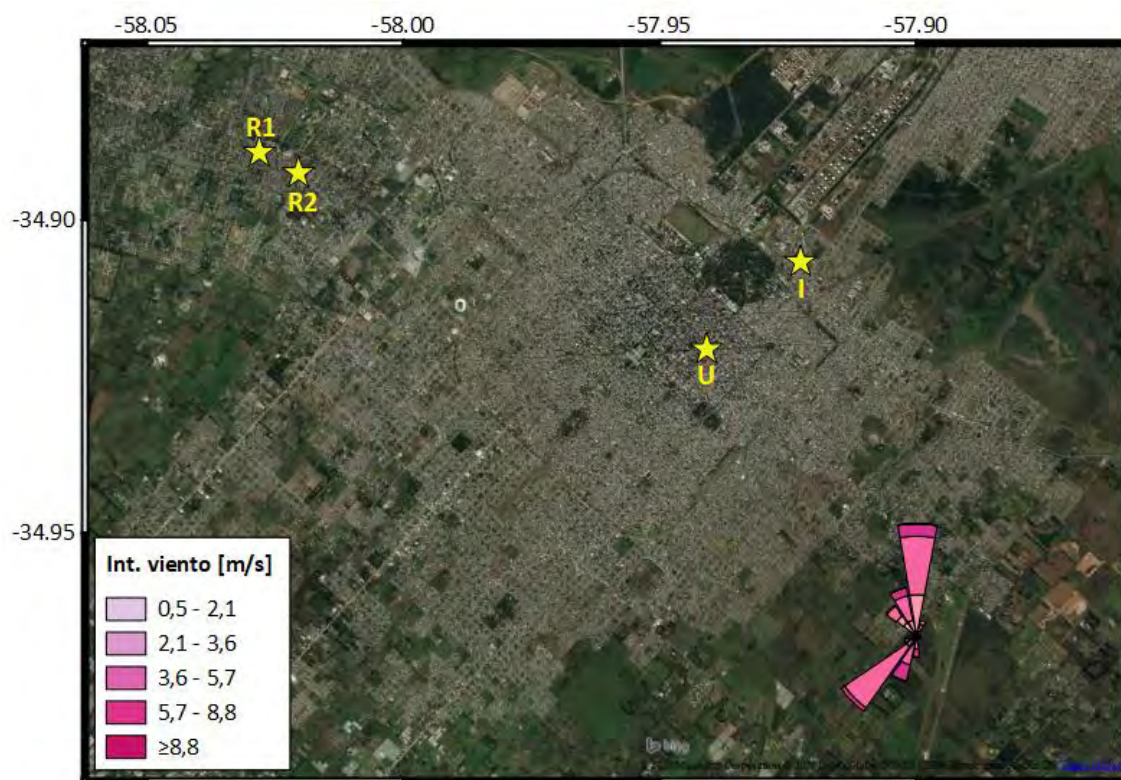 -58.05 -58.00 -57.95 -57.90
R1
R2
-34.90
I
U
-34.95
Int. viento [m/s]
0,5 - 2,1
2,1 - 3,6
3,6 - 5,7
5,7 - 8,8
≥8,8